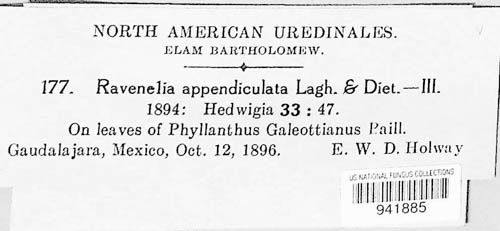 NORTH AMERICAN UREDINALES.
ELAM BARTHOLOMEW.
177. Ravenelia appendiculata Lagh. & Diet.—III.
1894: Hedwigia 33 : 47.
On leaves of Phyllanthus Galeottianus Baill.
Gaudalajara, Mexico, Oct. 12, 1896. E. W. D. Holway
US NATIONAL FUNGUS COLLECTIONS
941885